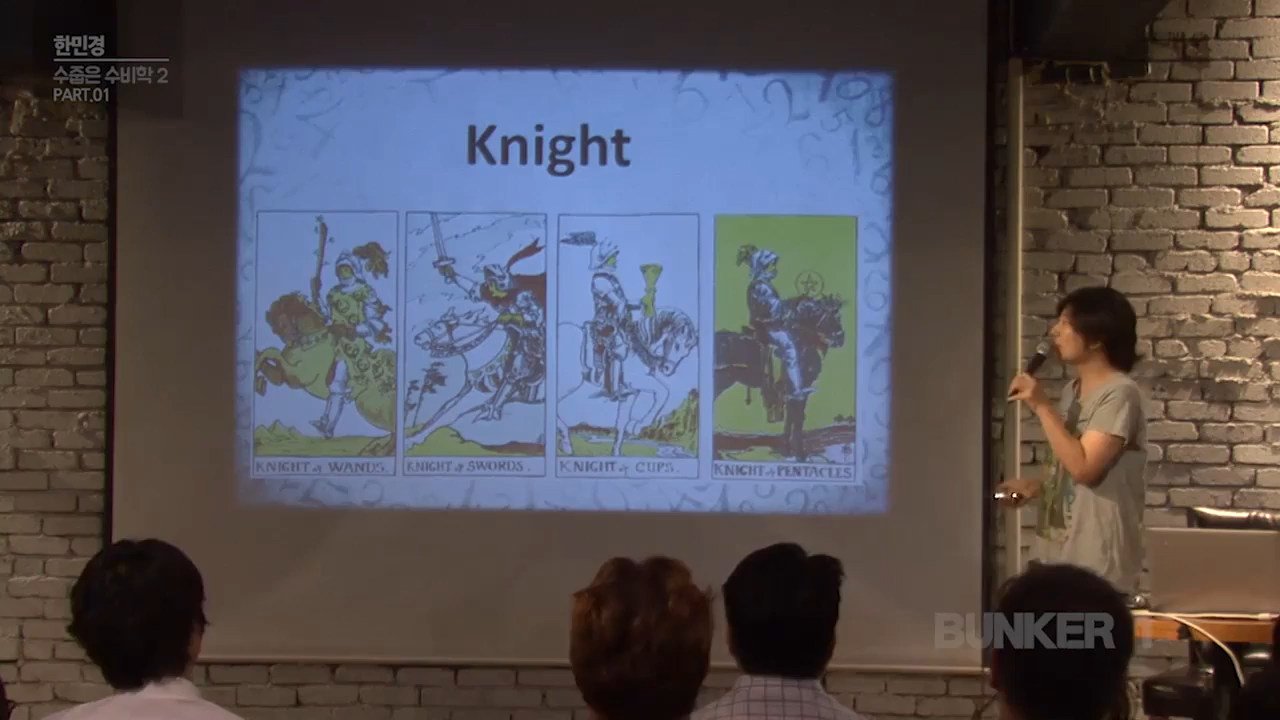 한민경
수줍은 수비학 2
PART.01
Knight
KNIGHT of WANDS.
KNIGHT of SWORDS.
KNIGHT of CUPS.
KNIGHT of PENTACLES
BUNKER